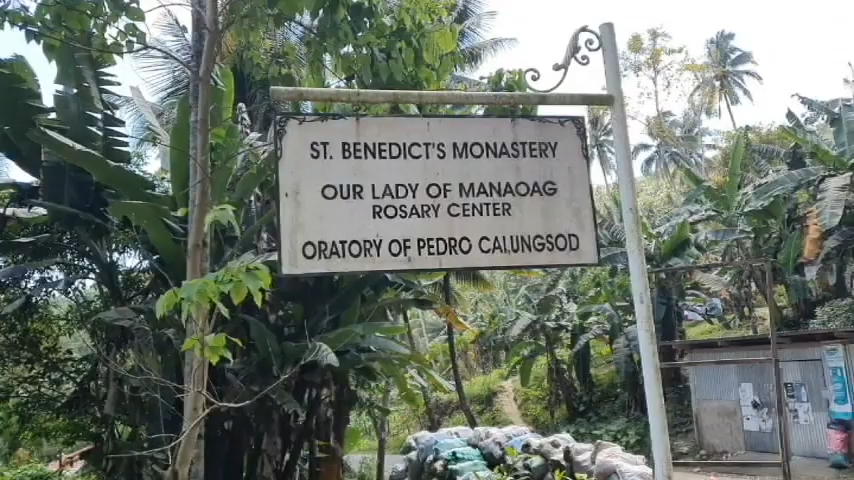 ST. BENEDICT'S MONASTERY
OUR LADY OF MANAOAG
ROSARY CENTER
ORATORY OF PEDRO CALUNGSOD